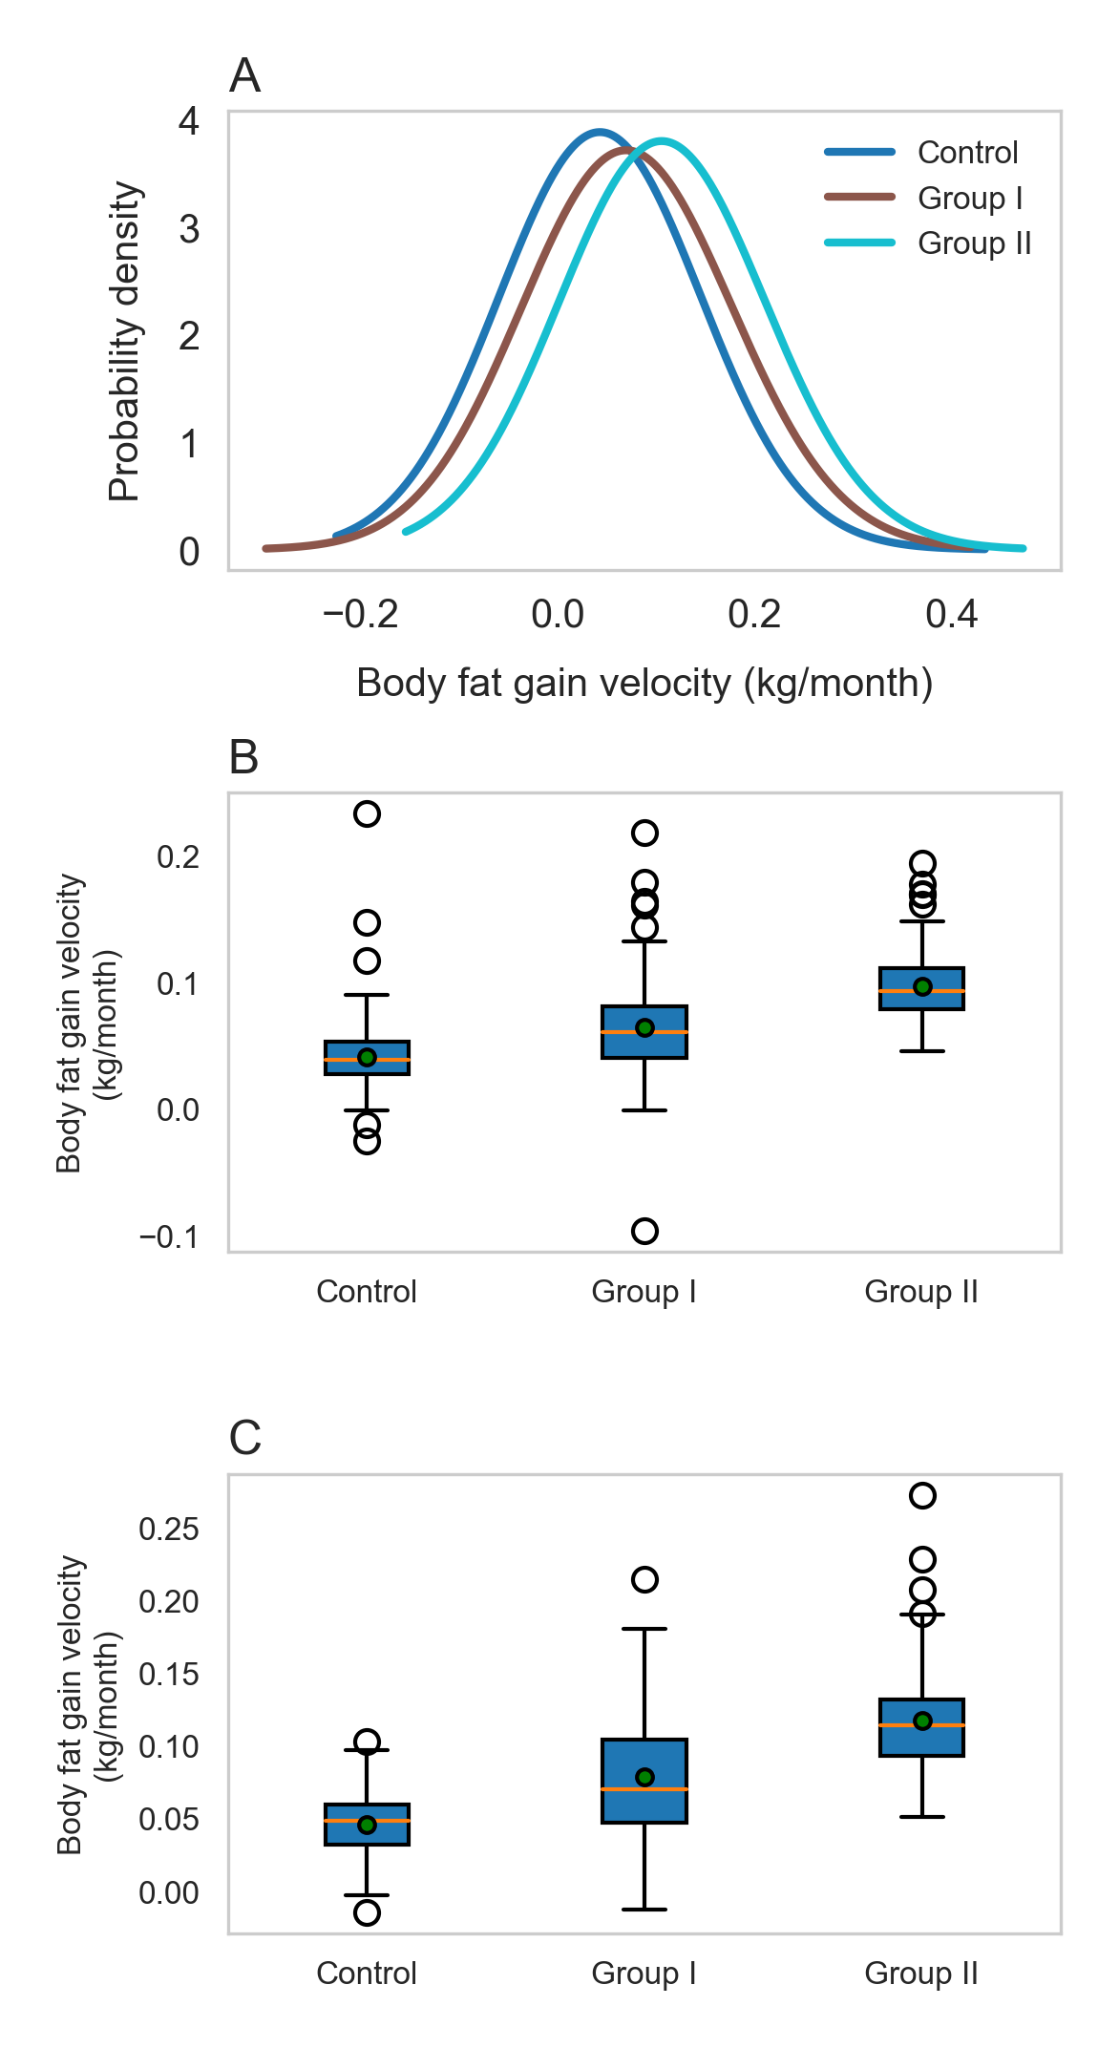 A
4
3
2
1
0
Probability density
Control
Group I
Group II
−0.2 0.0 0.2 0.4
Body fat gain velocity (kg/month)
B
0.2
0.1
0.0
−0.1
Body fat gain velocity
(kg/month)
Control Group I Group II
C
0.25
0.20
0.15
0.10
0.05
0.00
Body fat gain velocity
(kg/month)
Control Group I Group II